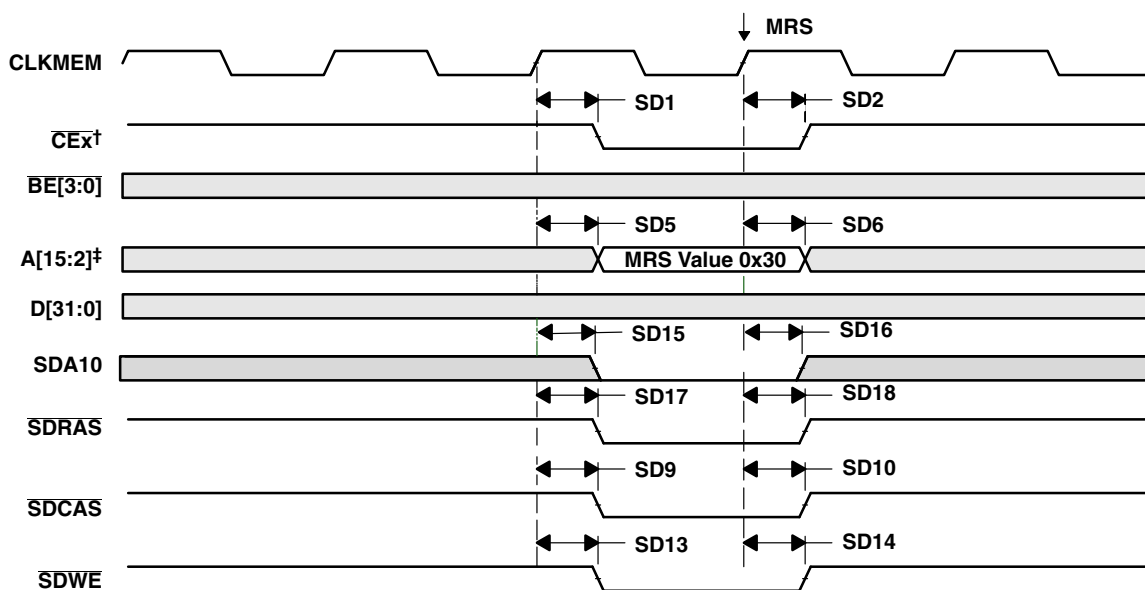 MRS
CLKMEM
SD1 SD2
CEx†
BE[3:0]
SD5 SD6
A[15:2]‡ MRS Value 0x30
D[31:0]
SD15 SD16
SDA10
SD17 SD18
SDRAS
SD9 SD10
SDCAS
SD13 SD14
SDWE